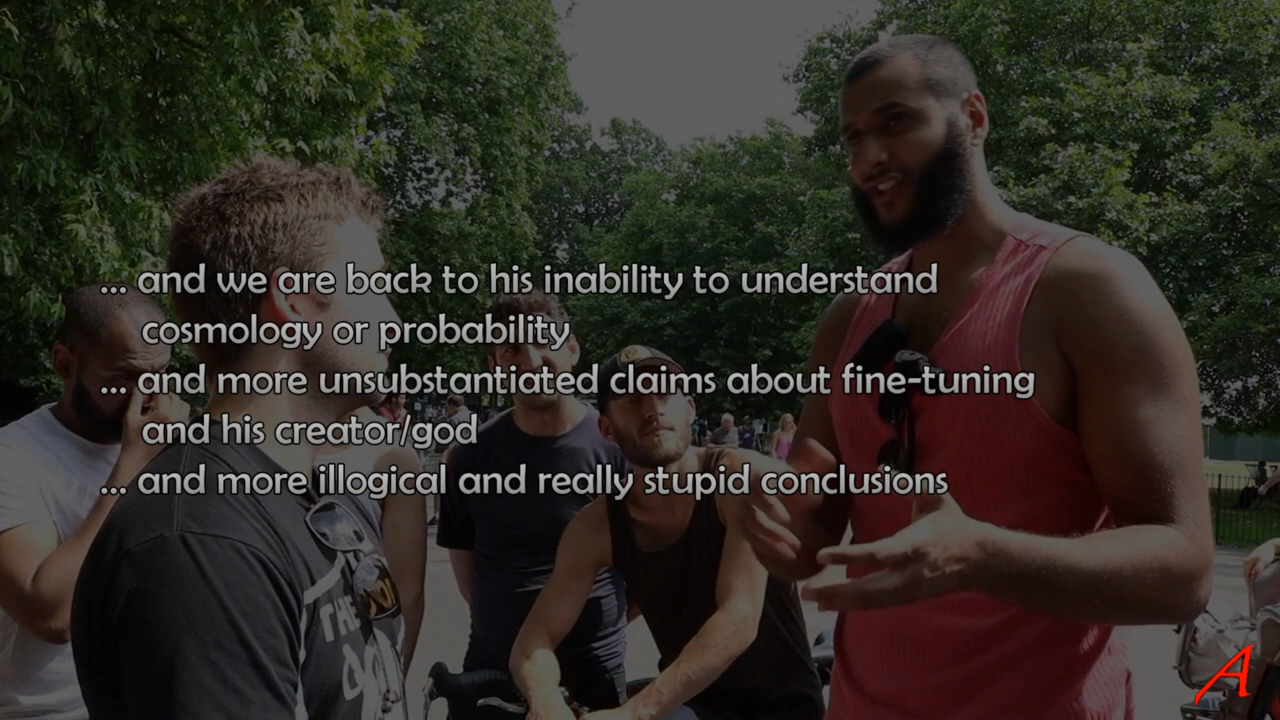 ... and we are back to his inability to understand
cosmology or probability
... and more unsubstantiated claims about fine-tuning
and his creator/god
... and more illogical and really stupid conclusions
THE
A